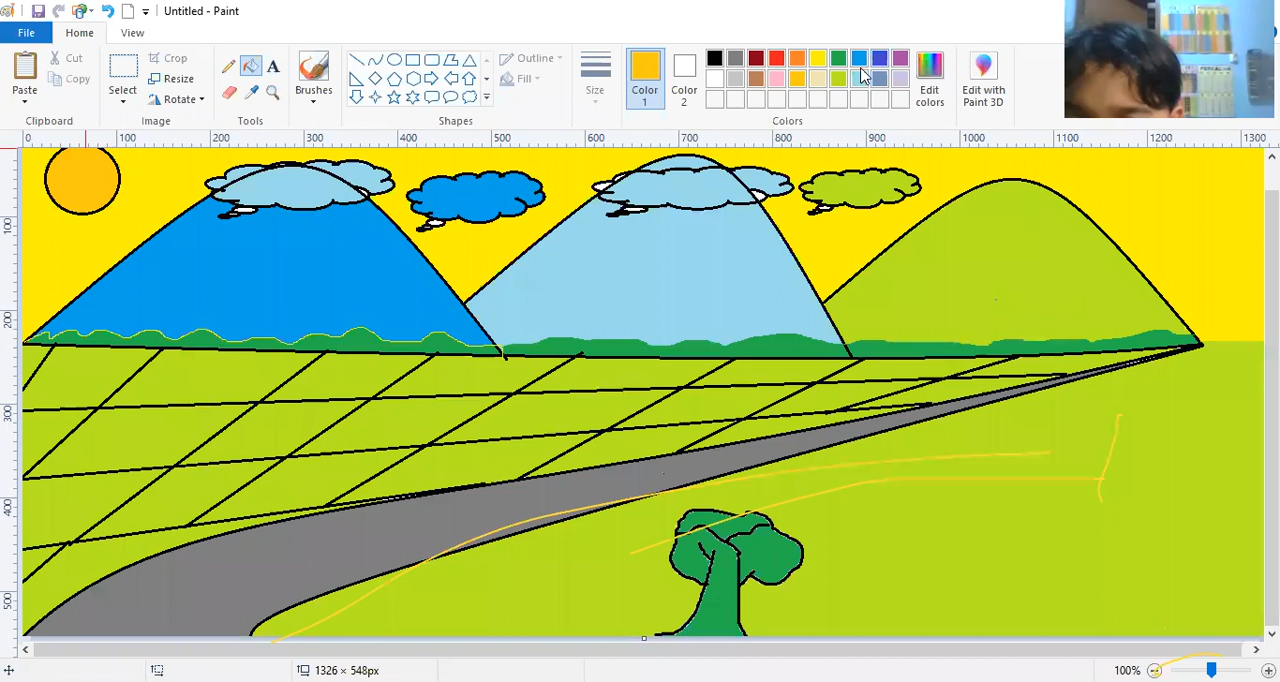 Untitled - Paint
File Home View
Paste
Cut
Copy
Select
Crop
Resize
Rotate
A
Brushes
Outline
Fill
Size
Color 1
Color 2
Edit colors
Edit with Paint 3D
Clipboard Image Tools Shapes Colors
0 100 200 300 400 500 600 700 800 900 1000 1100 1200 1300
100
200
300
400
500
1326 × 548px 100%